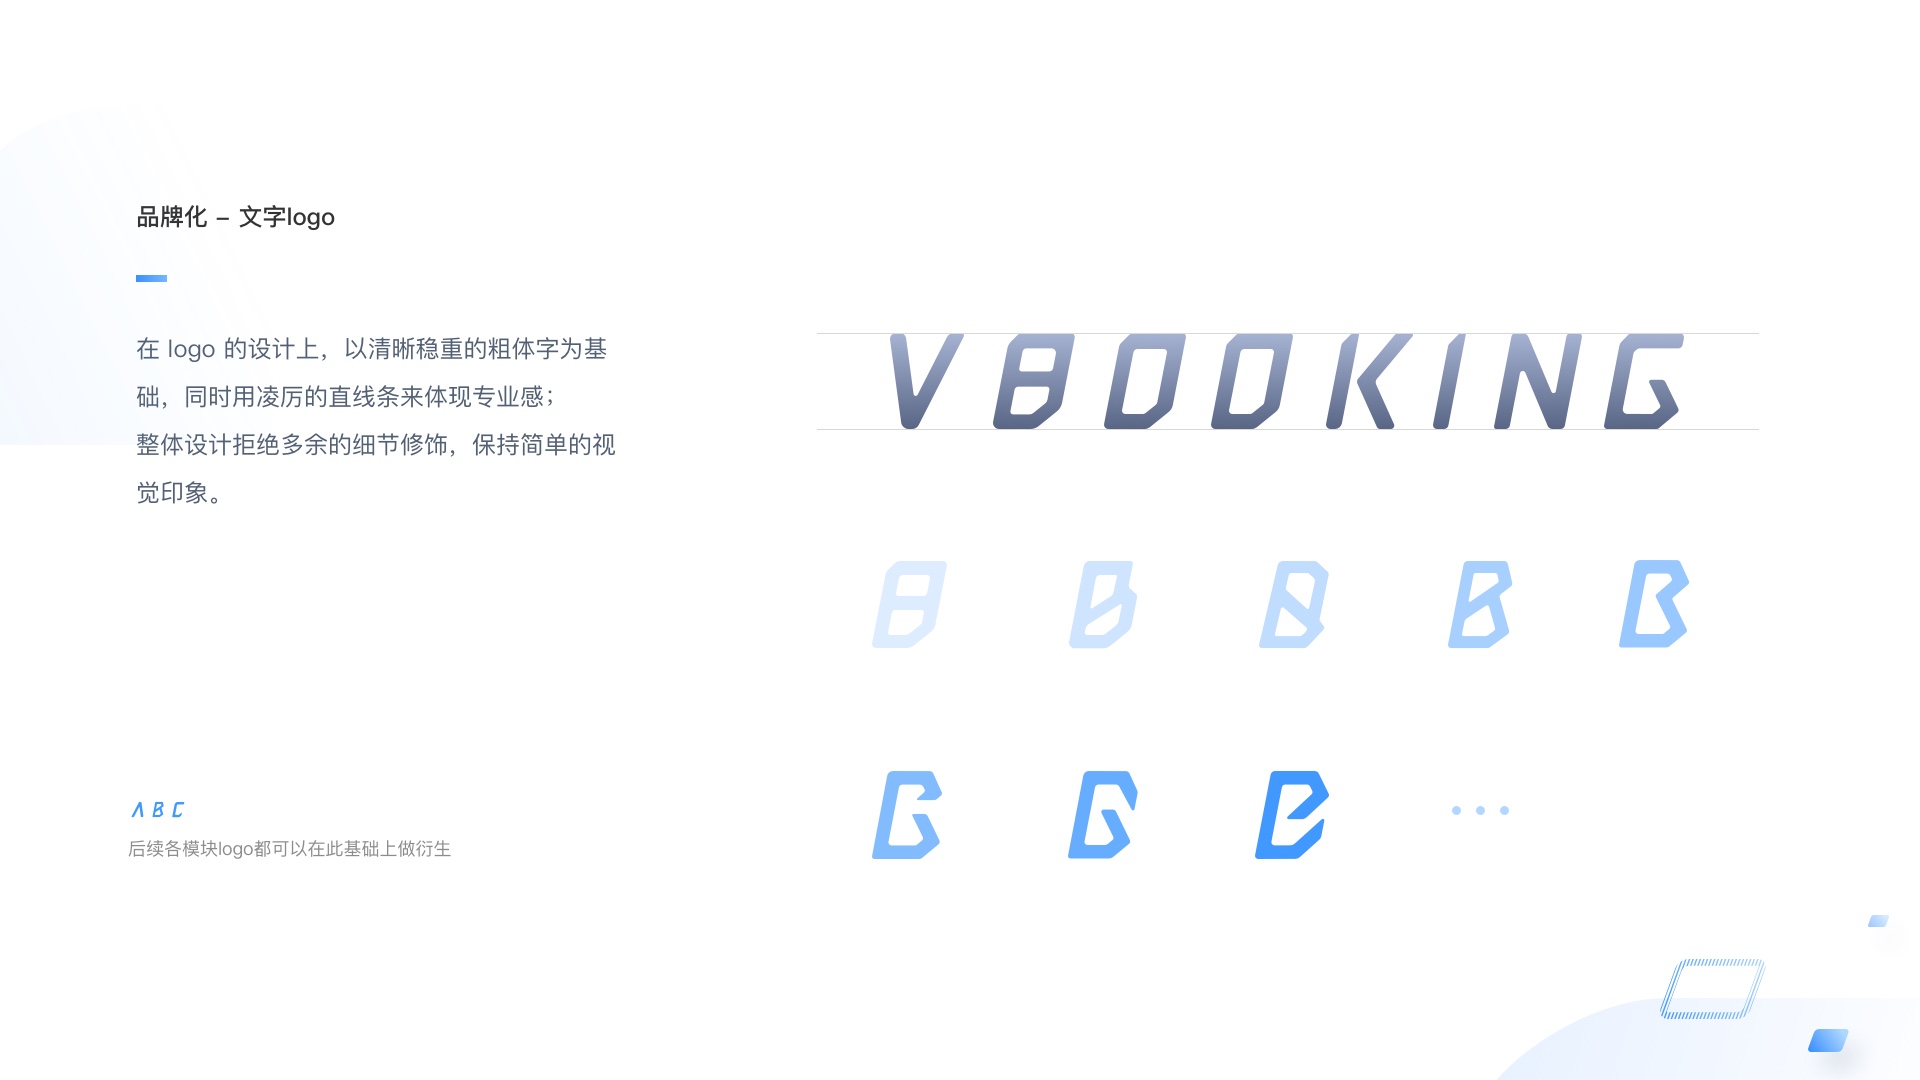 品牌化 – 文字logo
在 logo 的设计上，以清晰稳重的粗体字为基
础，同时用凌厉的直线条来体现专业感；
整体设计拒绝多余的细节修饰，保持简单的视
觉印象。
VBOOKING
B B B B B
B B B
ABC
后续各模块logo都可以在此基础上做衍生